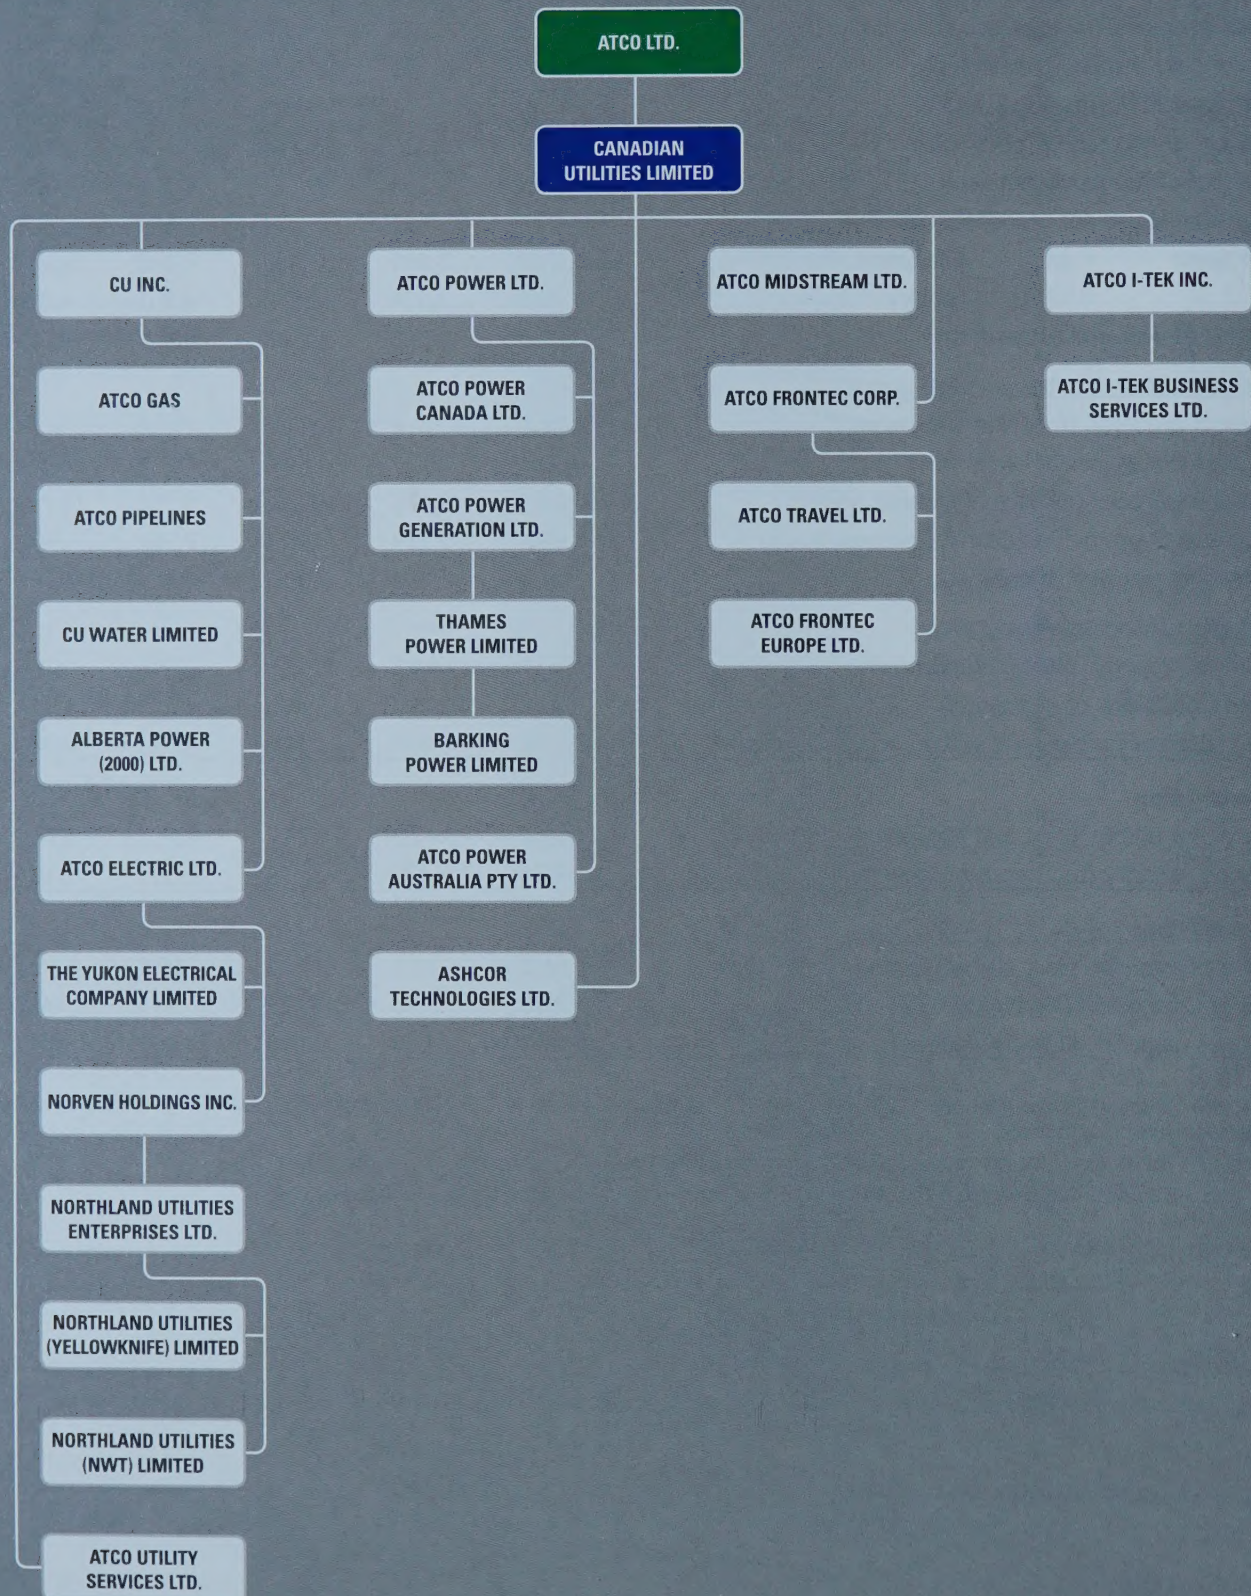 ATCO LTD.
CANADIAN
UTILITIES LIMITED
CU INC.
ATCO GAS
ATCO PIPELINES
CU WATER LIMITED
ALBERTA POWER
(2000) LTD.
ATCO ELECTRIC LTD.
THE YUKON ELECTRICAL
COMPANY LIMITED
NORVEN HOLDINGS INC.
NORTHLAND UTILITIES
ENTERPRISES LTD.
NORTHLAND UTILITIES
(YELLOWKNIFE) LIMITED
NORTHLAND UTILITIES
(NWT) LIMITED
ATCO UTILITY
SERVICES LTD.
ATCO POWER LTD.
ATCO POWER
CANADA LTD.
ATCO POWER
GENERATION LTD.
THAMES
POWER LIMITED
BARKING
POWER LIMITED
ATCO POWER
AUSTRALIA PTY LTD.
ASHCOR
TECHNOLOGIES LTD.
ATCO MIDSTREAM LTD.
ATCO FRONTEC CORP.
ATCO TRAVEL LTD.
ATCO FRONTEC
EUROPE LTD.
ATCO I-TEK INC.
ATCO I-TEK BUSINESS
SERVICES LTD.